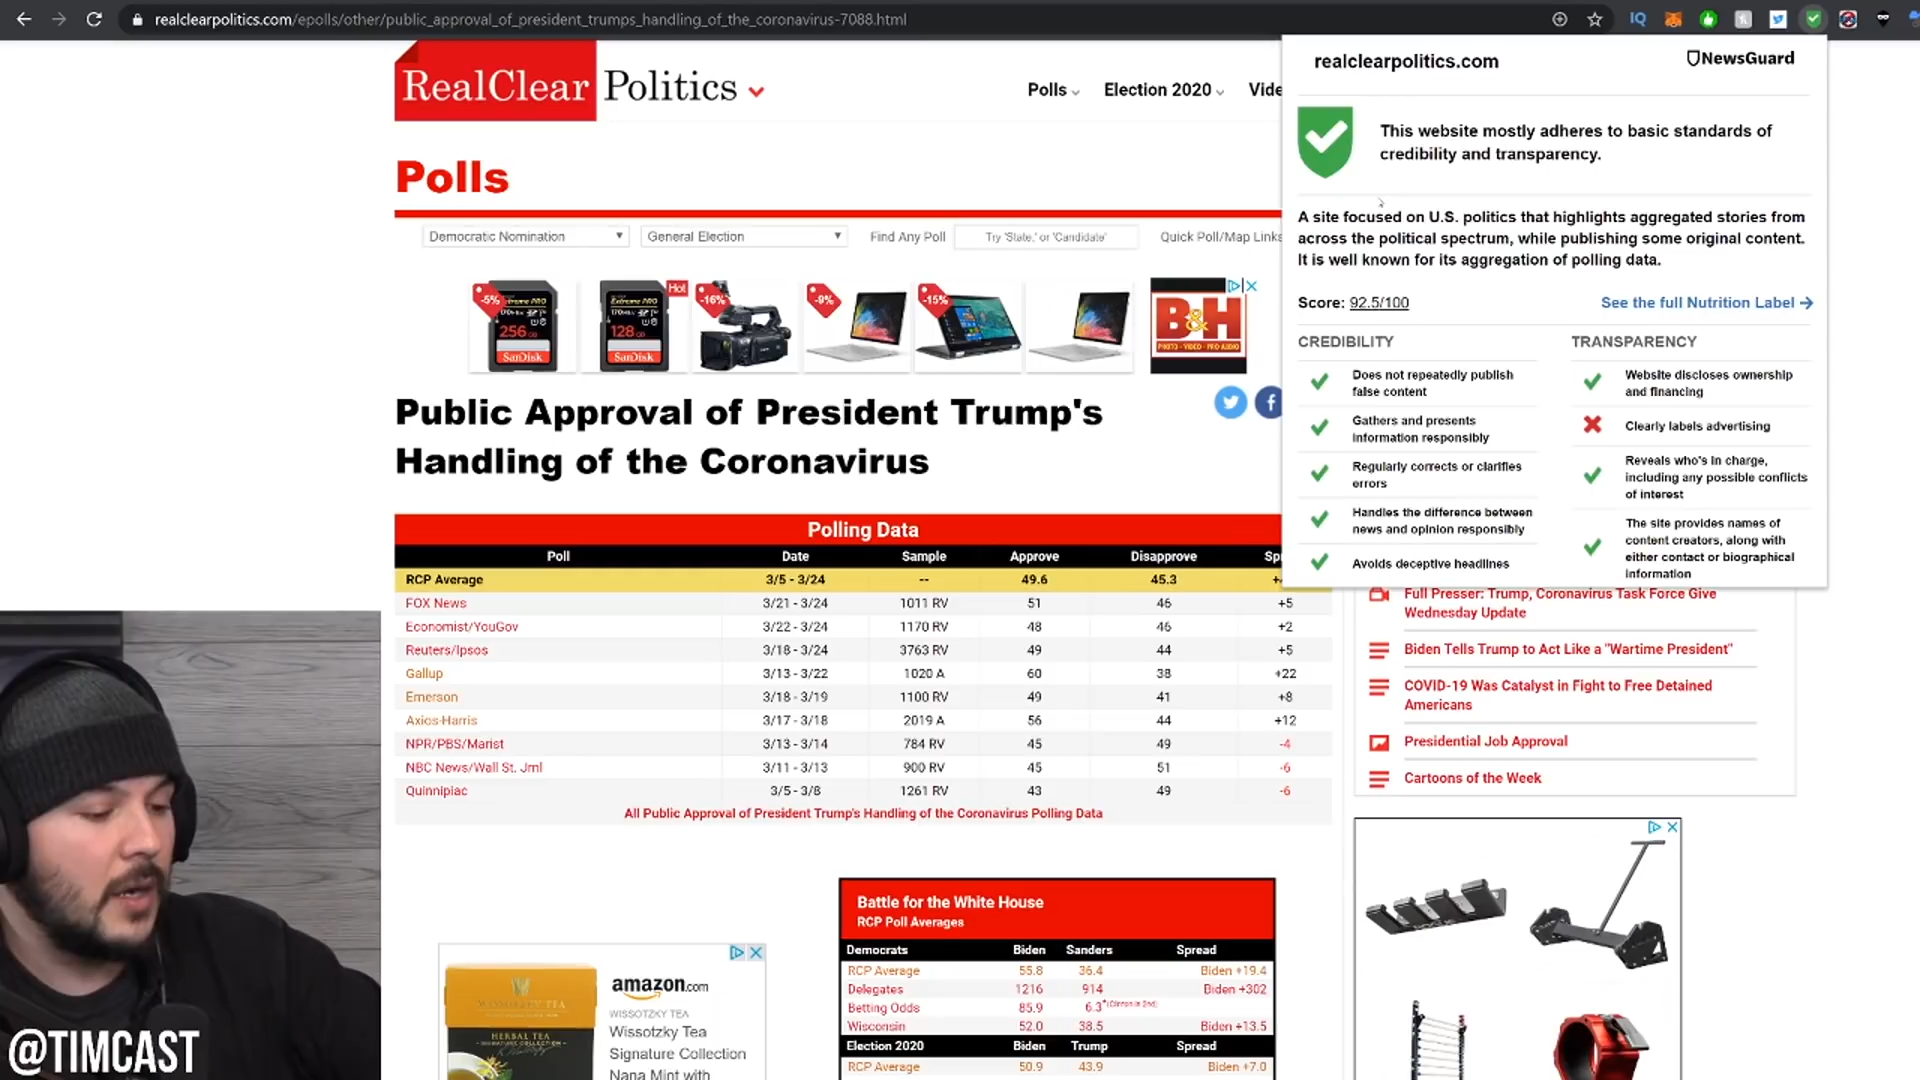 realclearpolitics.com/epolls/other/public_approval_of_president_trumps_handling_of_the_coronavirus-7088.html
RealClear Politics
Polls
Election 2020
Vide
Polls
Democratic Nomination
General Election
Find Any Poll
Try 'State,' or 'Candidate'
Quick Poll/Map Links
-5%
256
SanDisk
Hot
Extreme PRO
128
SanDisk
-16%
-9%
-15%
B&H
PHOTO - VIDEO - PRO AUDIO
Public Approval of President Trump's
Handling of the Coronavirus
Polling Data
Poll Date Sample Approve Disapprove Sp
RCP Average 3/5 - 3/24 -- 49.6 45.3
FOX News 3/21 - 3/24 1011 RV 51 46 +5
Economist/YouGov 3/22 - 3/24 1170 RV 48 46 +2
Reuters/Ipsos 3/18 - 3/24 3763 RV 49 44 +5
Gallup 3/13 - 3/22 1020 A 60 38 +22
Emerson 3/18 - 3/19 1100 RV 49 41 +8
Axios-Harris 3/17 - 3/18 2019 A 56 44 +12
NPR/PBS/Marist 3/13 - 3/14 784 RV 45 49 -4
NBC News/Wall St. Jrnl 3/11 - 3/13 900 RV 45 51 -6
Quinnipiac 3/5 - 3/8 1261 RV 43 49 -6
All Public Approval of President Trump's Handling of the Coronavirus Polling Data
realclearpolitics.com
NewsGuard
This website mostly adheres to basic standards of
credibility and transparency.
A site focused on U.S. politics that highlights aggregated stories from
across the political spectrum, while publishing some original content.
It is well known for its aggregation of polling data.
Score: 92.5/100
See the full Nutrition Label
CREDIBILITY
Does not repeatedly publish
false content
Gathers and presents
information responsibly
Regularly corrects or clarifies
errors
Handles the difference between
news and opinion responsibly
Avoids deceptive headlines
TRANSPARENCY
Website discloses ownership
and financing
Clearly labels advertising
Reveals who's in charge,
including any possible conflicts
of interest
The site provides names of
content creators, along with
either contact or biographical
information
Full Presser: Trump, Coronavirus Task Force Give
Wednesday Update
Biden Tells Trump to Act Like a "Wartime President"
COVID-19 Was Catalyst in Fight to Free Detained
Americans
Presidential Job Approval
Cartoons of the Week
Battle for the White House
RCP Poll Averages
Democrats Biden Sanders Spread
RCP Average 55.8 36.4 Biden +19.4
Delegates 1216 914 Biden +302
Betting Odds 85.9 6.3
Wisconsin 52.0 38.5 Biden +13.5
Election 2020 Biden Trump Spread
RCP Average 50.9 43.9 Biden +7.0
WISSOTZKY TEA
HERBAL TEA
amazon.com
WISSOTZKY TEA
Wissotzky Tea
Signature Collection
Nana Mint with
@TIMCAST